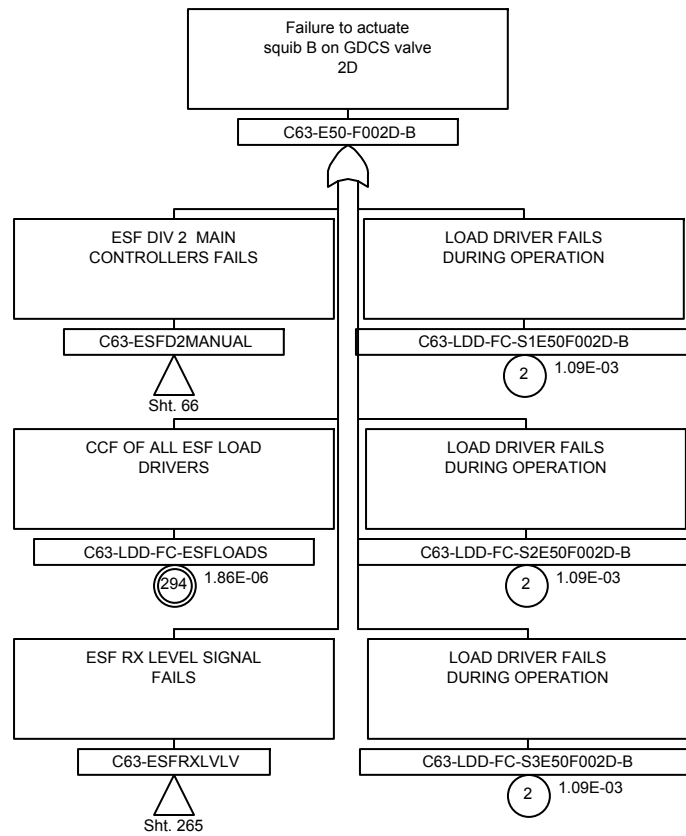 Failure to actuate
squib B on GDCS valve
2D
C63-E50-F002D-B
ESF DIV 2 MAIN
CONTROLLERS FAILS
C63-ESFD2MANUAL
Sht. 66
LOAD DRIVER FAILS
DURING OPERATION
C63-LDD-FC-S1E50F002D-B
2
1.09E-03
CCF OF ALL ESF LOAD
DRIVERS
C63-LDD-FC-ESFLOADS
294
1.86E-06
LOAD DRIVER FAILS
DURING OPERATION
C63-LDD-FC-S2E50F002D-B
2
1.09E-03
ESF RX LEVEL SIGNAL
FAILS
C63-ESFRXLVLV
Sht. 265
LOAD DRIVER FAILS
DURING OPERATION
C63-LDD-FC-S3E50F002D-B
2
1.09E-03